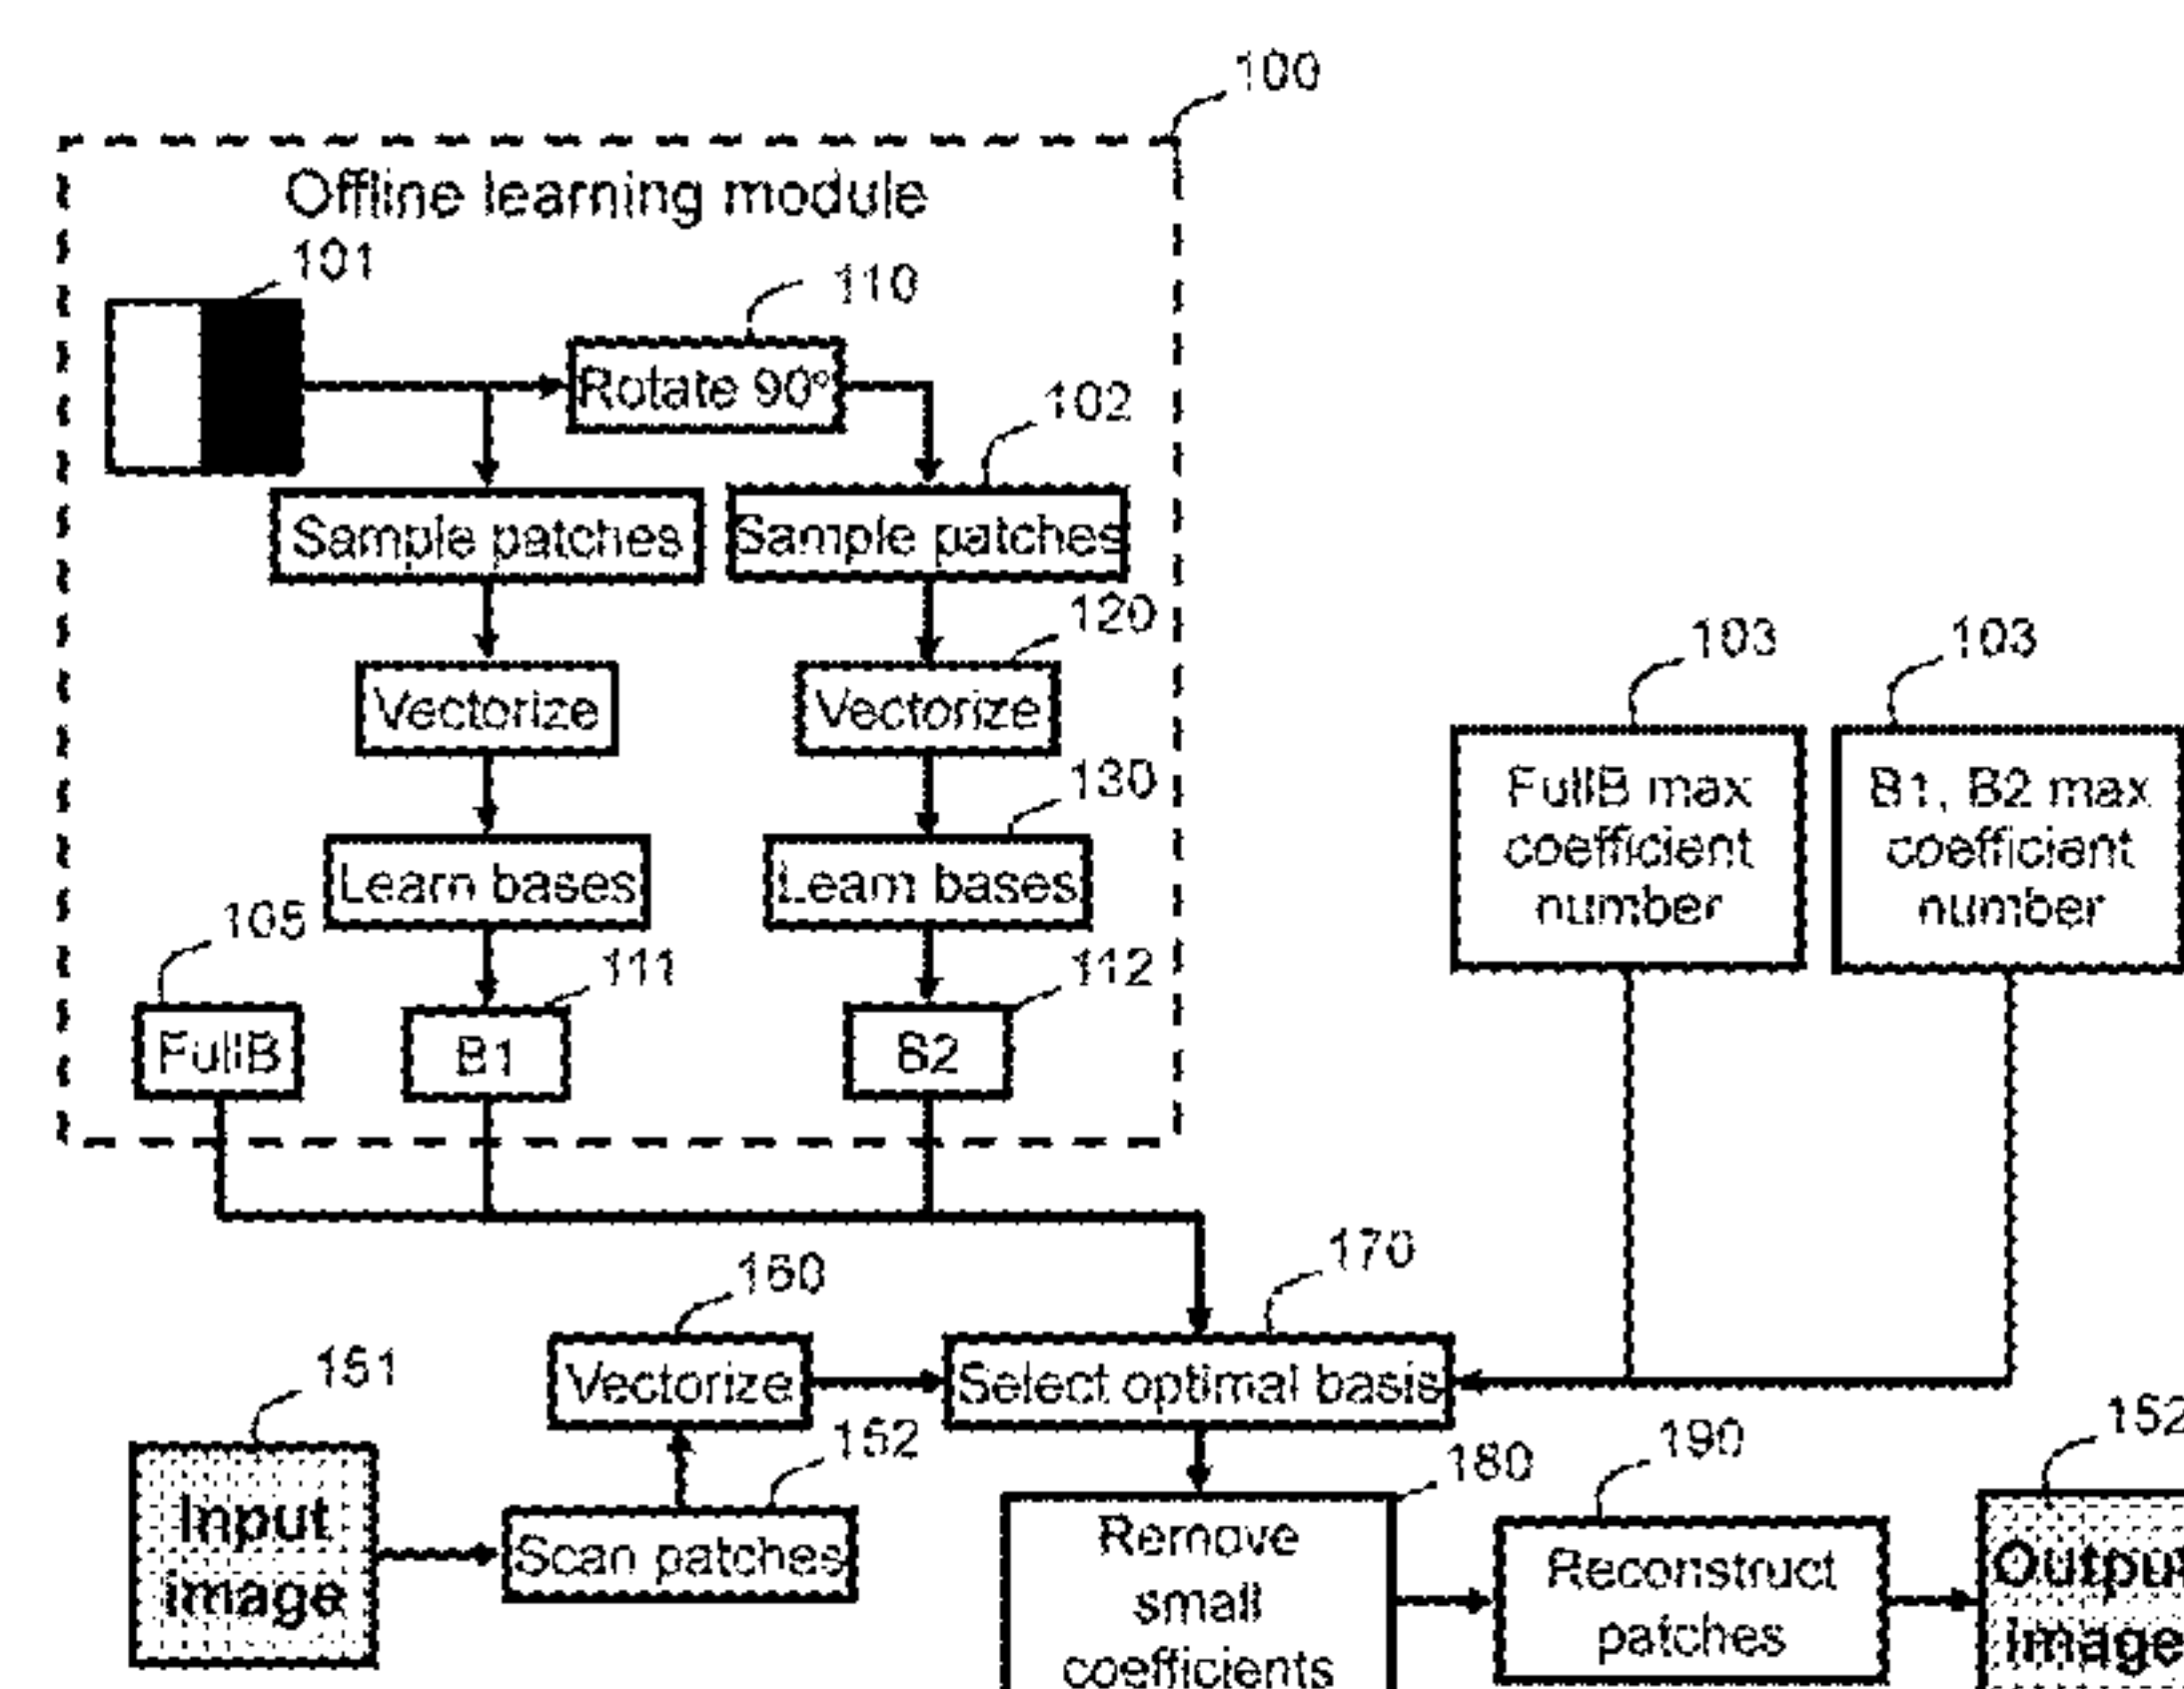 100
Offline learning module
101
110
Rotate 90°
102
Sample patches
Sample patches
120
Vectorize
Vectorize
103
103
130
Learn bases
Learn bases
FullB max
coefficient
number
B1, B2 max
coefficient
number
105
111
112
FullB
B1
B2
170
160
Vectorize
Select optimal basis
151
152
152
190
180
Input
image
Scan patches
Remove
small
coefficients
Reconstruct
patches
Output
image